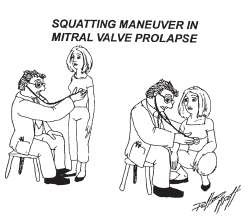 SQUATTING MANEUVER IN
MITRAL VALVE PROLAPSE